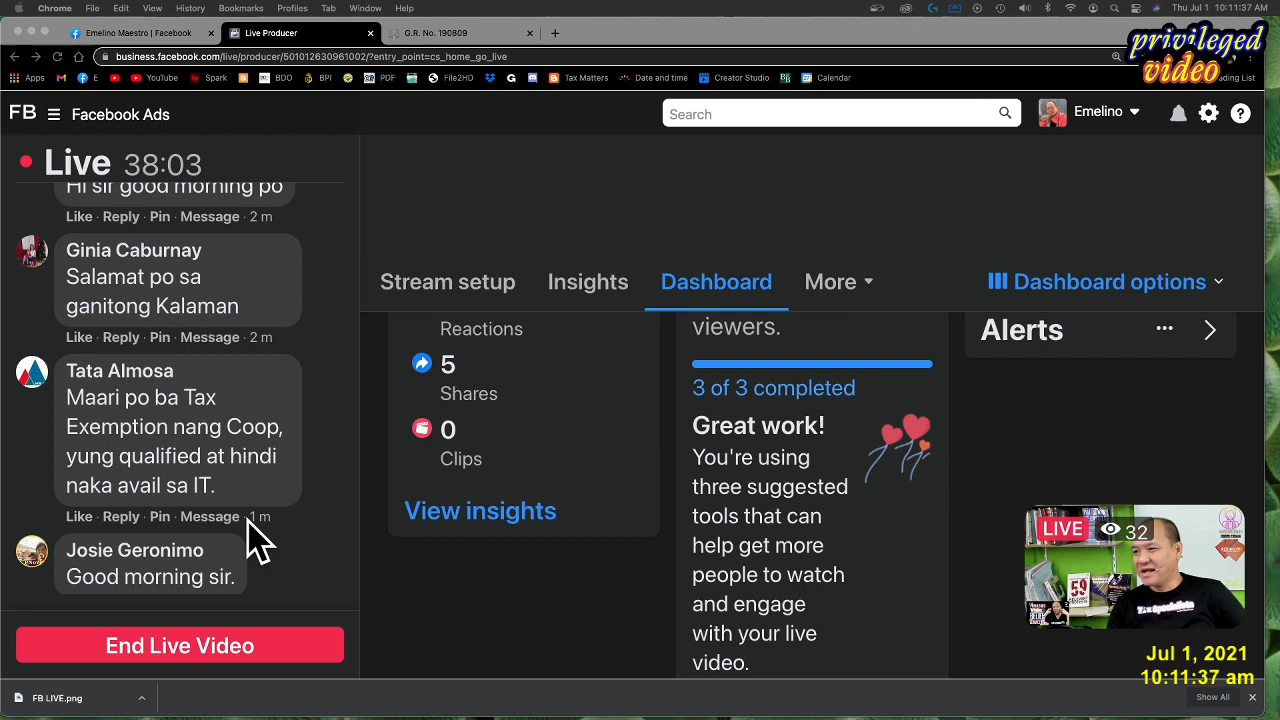 Chrome File Edit View History Bookmarks Profiles Tab Window Help Thu Jul 1 10:11:37 AM
Emelino Maestro | Facebook
Live Producer
G.R. No. 190809
business.facebook.com/live/producer/501012630961002/?entry_point=cs_home_go_live
Apps E YouTube Spark BDO BPI PDF File2HD Tax Matters Date and time Creator Studio Calendar ding List
privileged
video
FB Facebook Ads
Search
Emelino
Live 38:03
Hi sir good morning po
Like · Reply · Pin · Message · 2 m
Ginia Caburnay
Salamat po sa
ganitong Kalaman
Like · Reply · Pin · Message · 2 m
Tata Almosa
Maari po ba Tax
Exemption nang Coop,
yung qualified at hindi
naka avail sa IT.
Like · Reply · Pin · Message · 1 m
Josie Geronimo
Good morning sir.
End Live Video
Stream setup Insights Dashboard More Dashboard options
Reactions
5
Shares
0
Clips
View insights
viewers.
3 of 3 completed
Great work!
You're using
three suggested
tools that can
help get more
people to watch
and engage
with your live
video.
Alerts
LIVE 32
59
Tax Specialista
Jul 1, 2021
10:11:37 am
FB LIVE.png
Show All